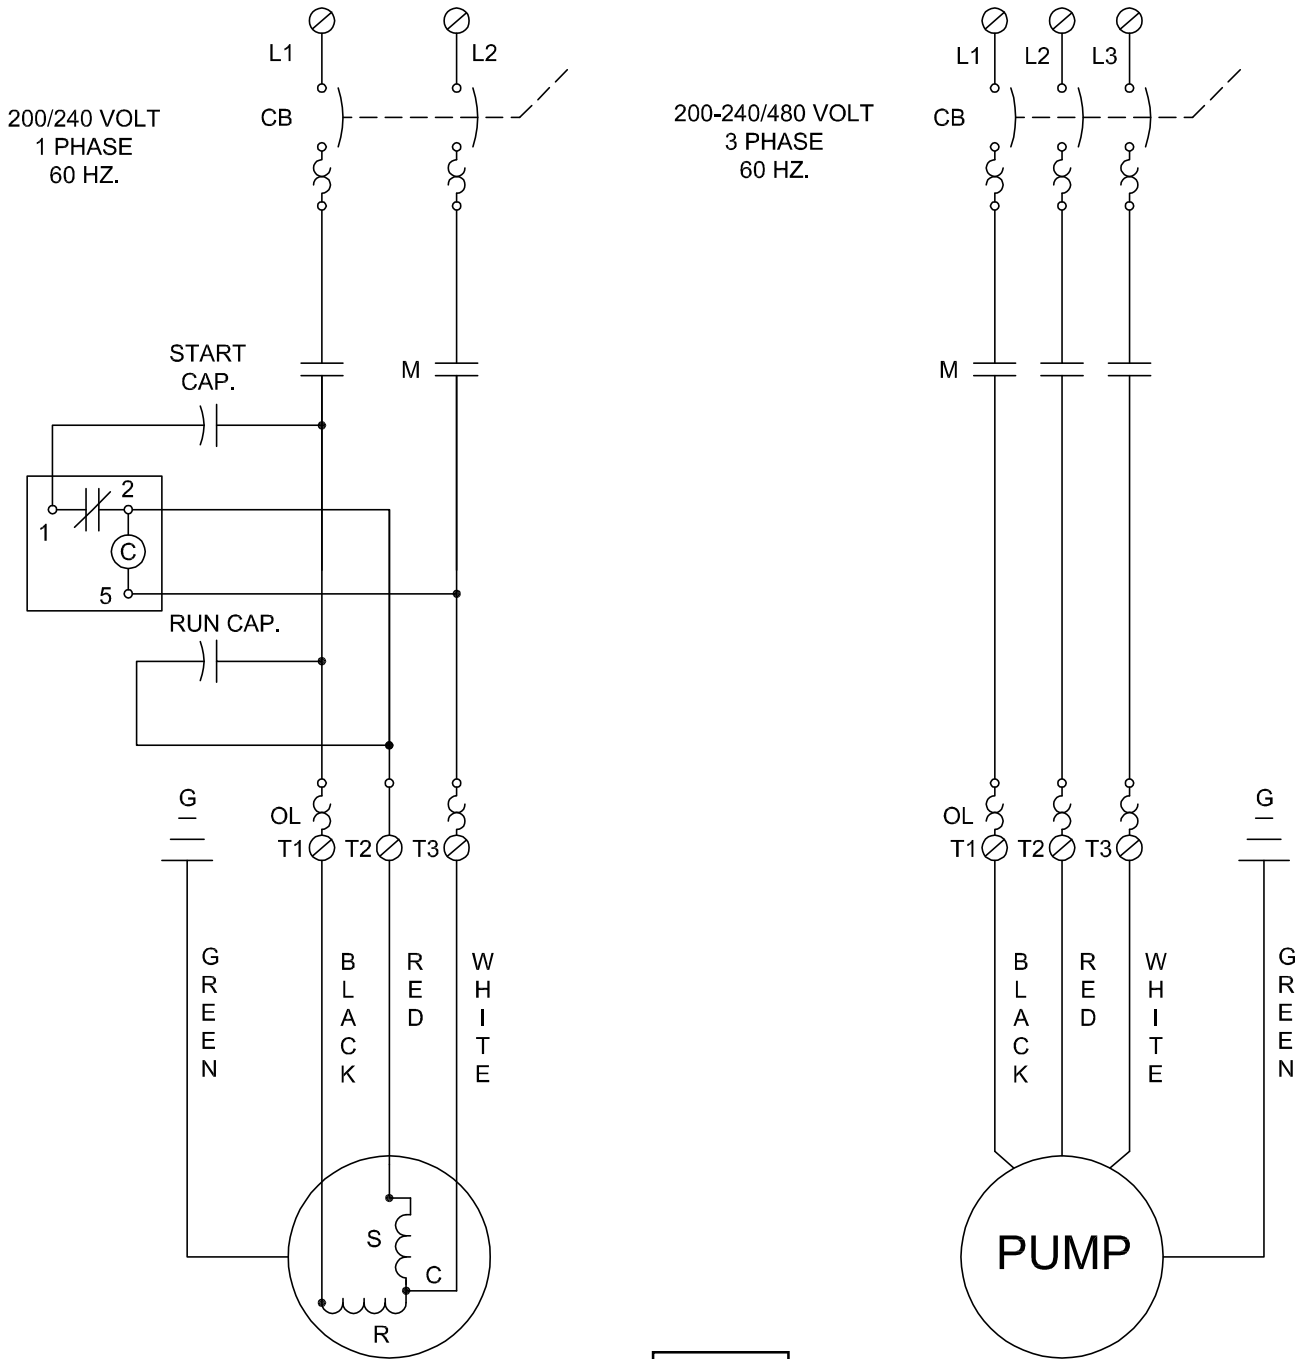 L1
L2
200/240 VOLT
1 PHASE
60 HZ.
CB
START
CAP.
M
1
2
C
5
RUN CAP.
G
OL
T1
T2
T3
GREEN
BLACK
RED
WHITE
S
C
R
L1
L2
L3
200-240/480 VOLT
3 PHASE
60 HZ.
CB
M
OL
T1
T2
T3
G
BLACK
RED
WHITE
GREEN
PUMP